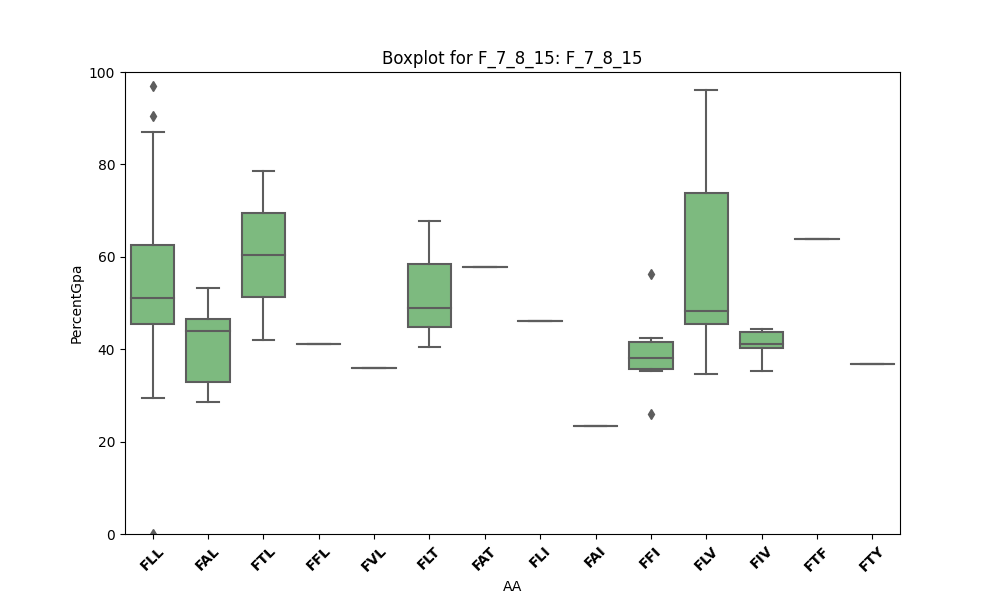 Boxplot for F_7_8_15: F_7_8_15
100
80
60
40
20
0
PercentGpa
FLL FAL FTL FFL FVL FLT FAT FLI FAI FFI FLV FIV FTF FTY
AA